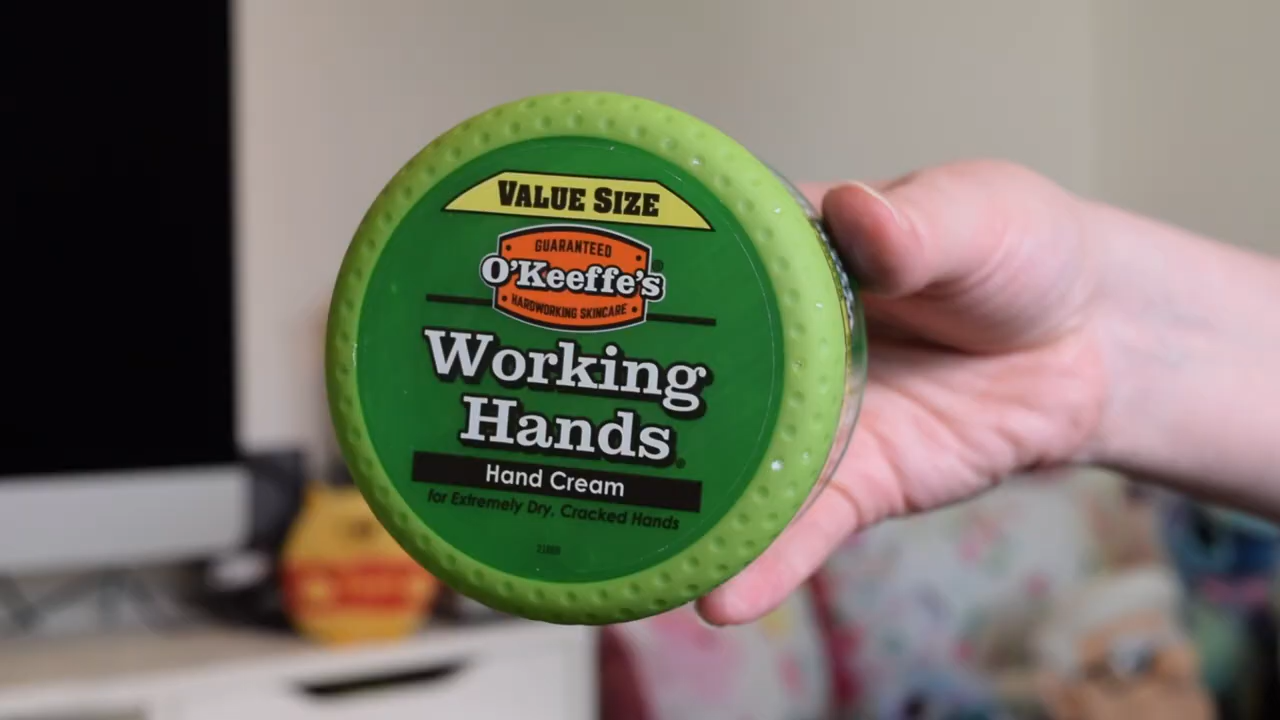 VALUE SIZE
GUARANTEED
O'KEEFFE'S®
HARDWORKING SKINCARE
Working
Hands
Hand Cream
for Extremely Dry, Cracked Hands